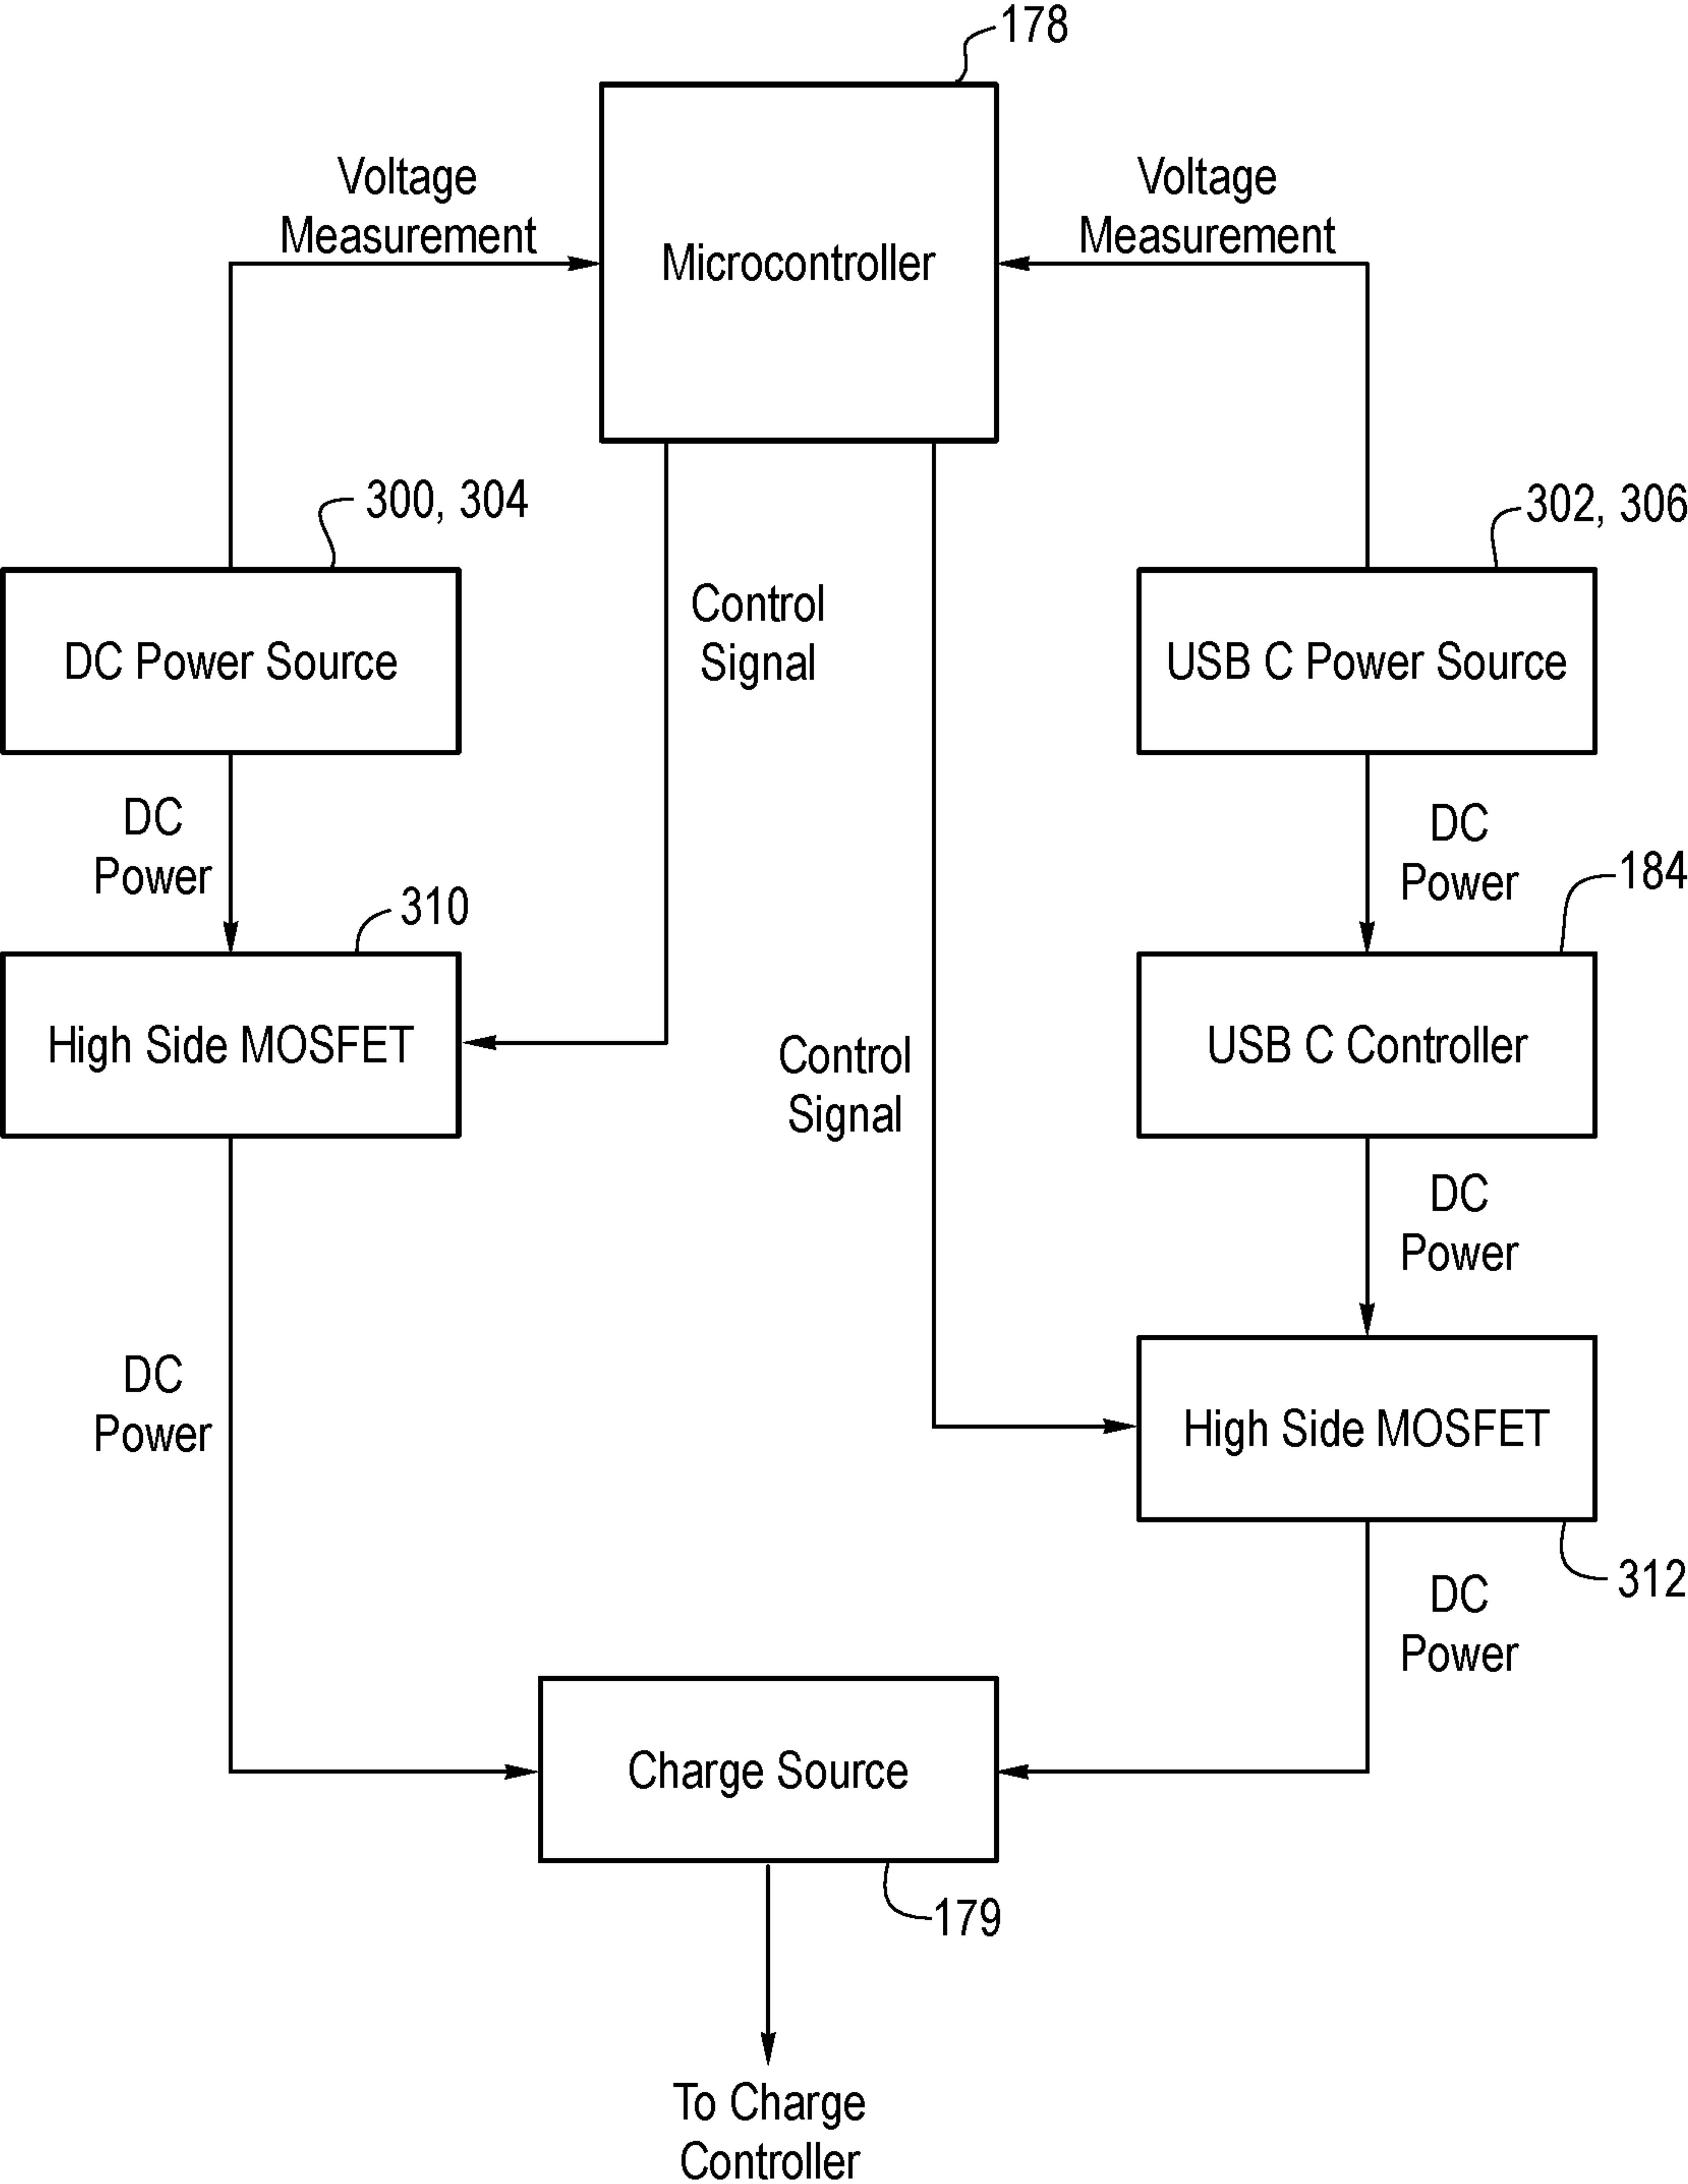 178
Voltage
Measurement
Voltage
Measurement
Microcontroller
300, 304
302, 306
Control
Signal
DC Power Source
USB C Power Source
DC
Power
DC
Power
184
310
High Side MOSFET
Control
Signal
USB C Controller
DC
Power
DC
Power
High Side MOSFET
312
DC
Power
Charge Source
179
To Charge
Controller